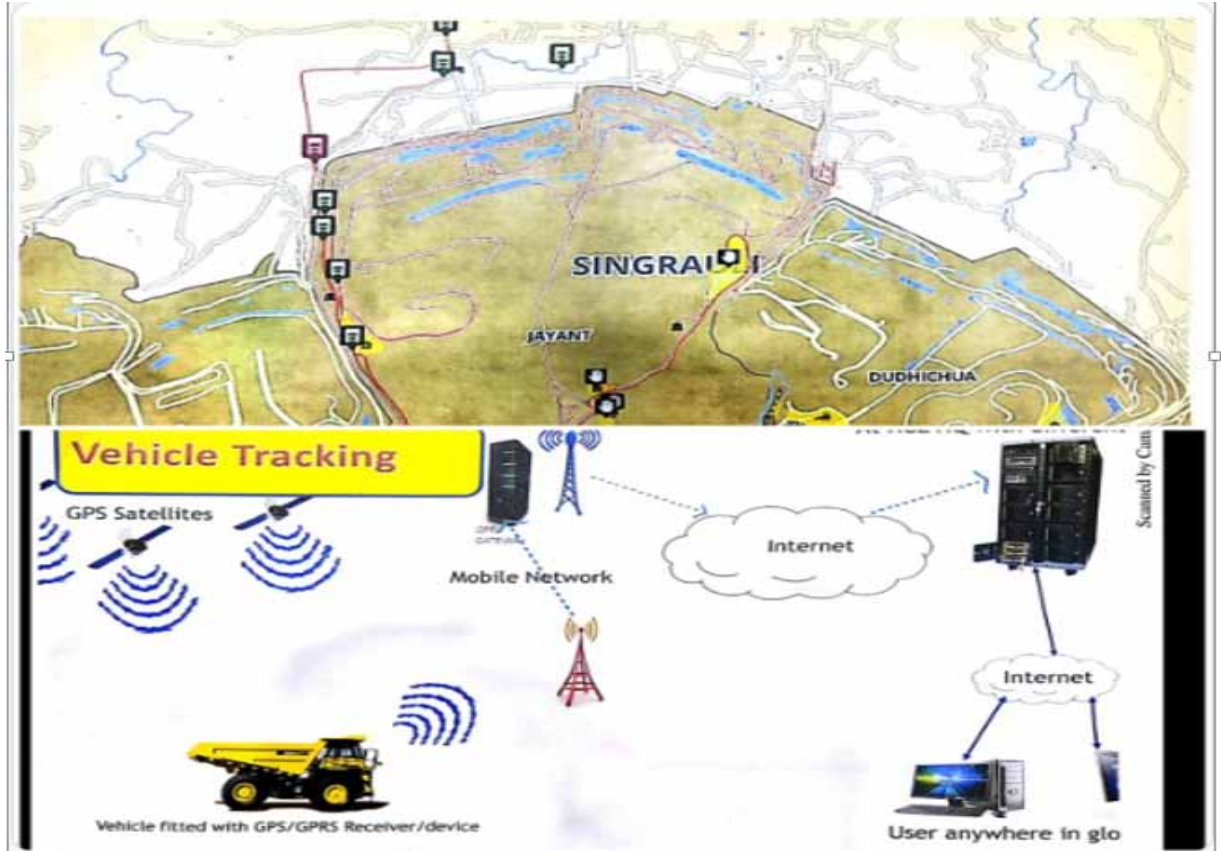 SINGRAULI
JAYANT
DUDHICHUA
Vehicle Tracking
GPS Satellites
GATEWAY
Mobile Network
Internet
Scanned by Cam
Internet
Vehicle fitted with GPS/GPRS Receiver/device
User anywhere in glo